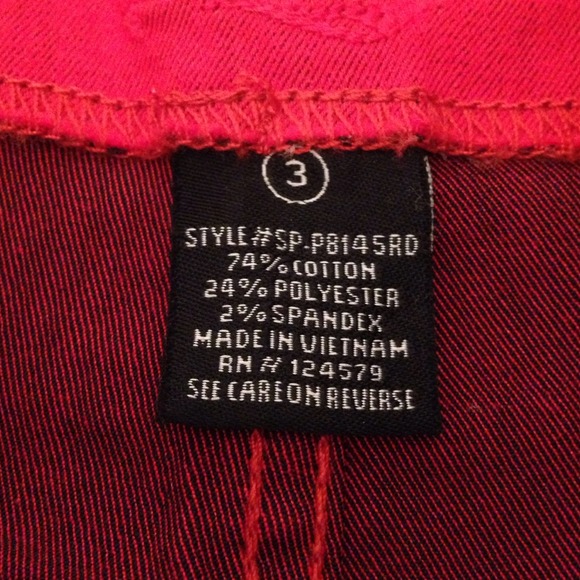 3
STYLE# SP-P8145RD
74% COTTON
24% POLYESTER
2% SPANDEX
MADE IN VIETNAM
RN # 124579
SEE CARE ON REVERSE